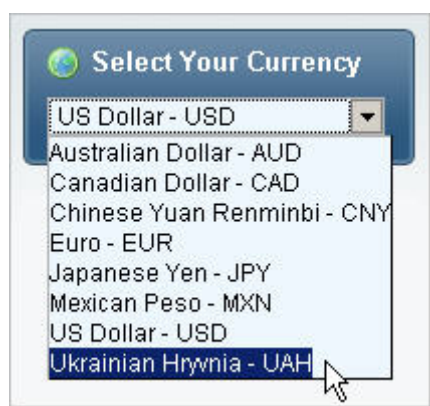 Select Your Currency
US Dollar - USD
Australian Dollar - AUD
Canadian Dollar - CAD
Chinese Yuan Renminbi - CNY
Euro - EUR
Japanese Yen - JPY
Mexican Peso - MXN
US Dollar - USD
Ukrainian Hryvnia - UAH